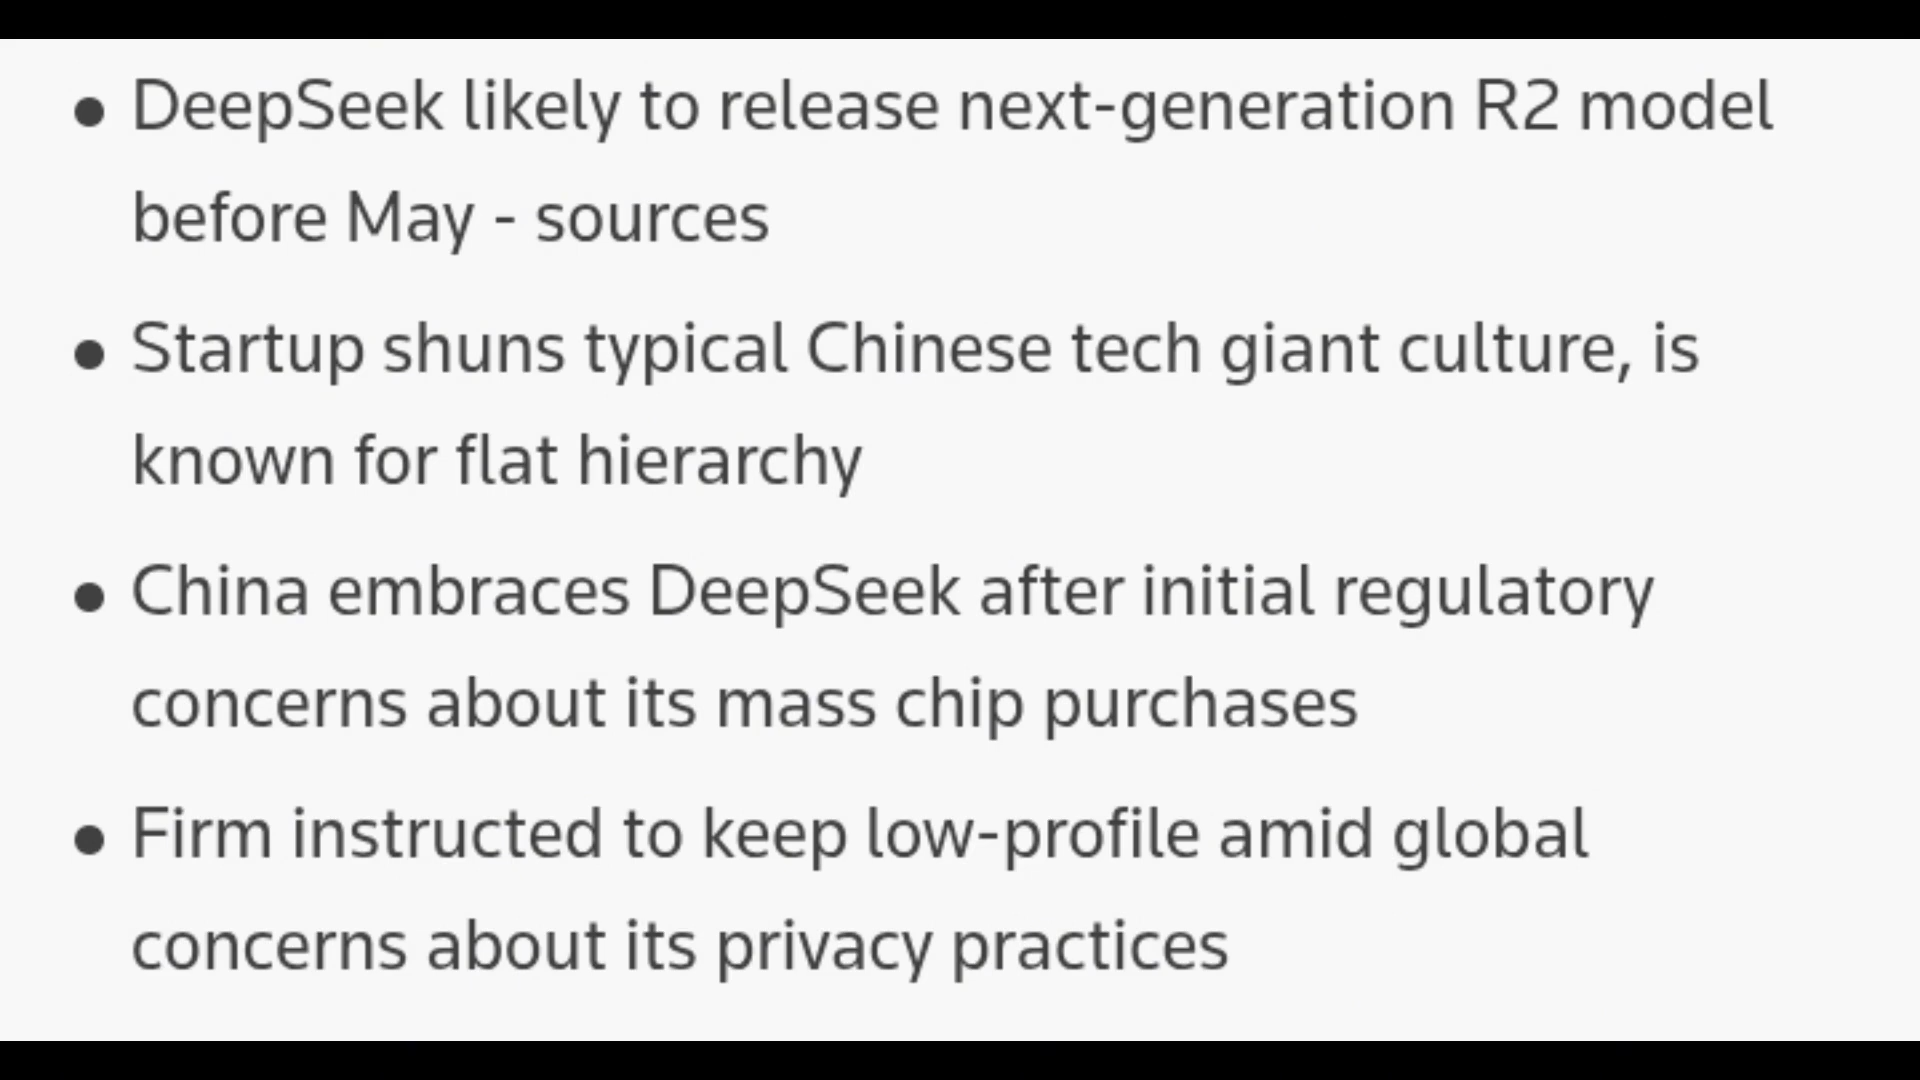 • DeepSeek likely to release next-generation R2 model
before May - sources
• Startup shuns typical Chinese tech giant culture, is
known for flat hierarchy
• China embraces DeepSeek after initial regulatory
concerns about its mass chip purchases
• Firm instructed to keep low-profile amid global
concerns about its privacy practices